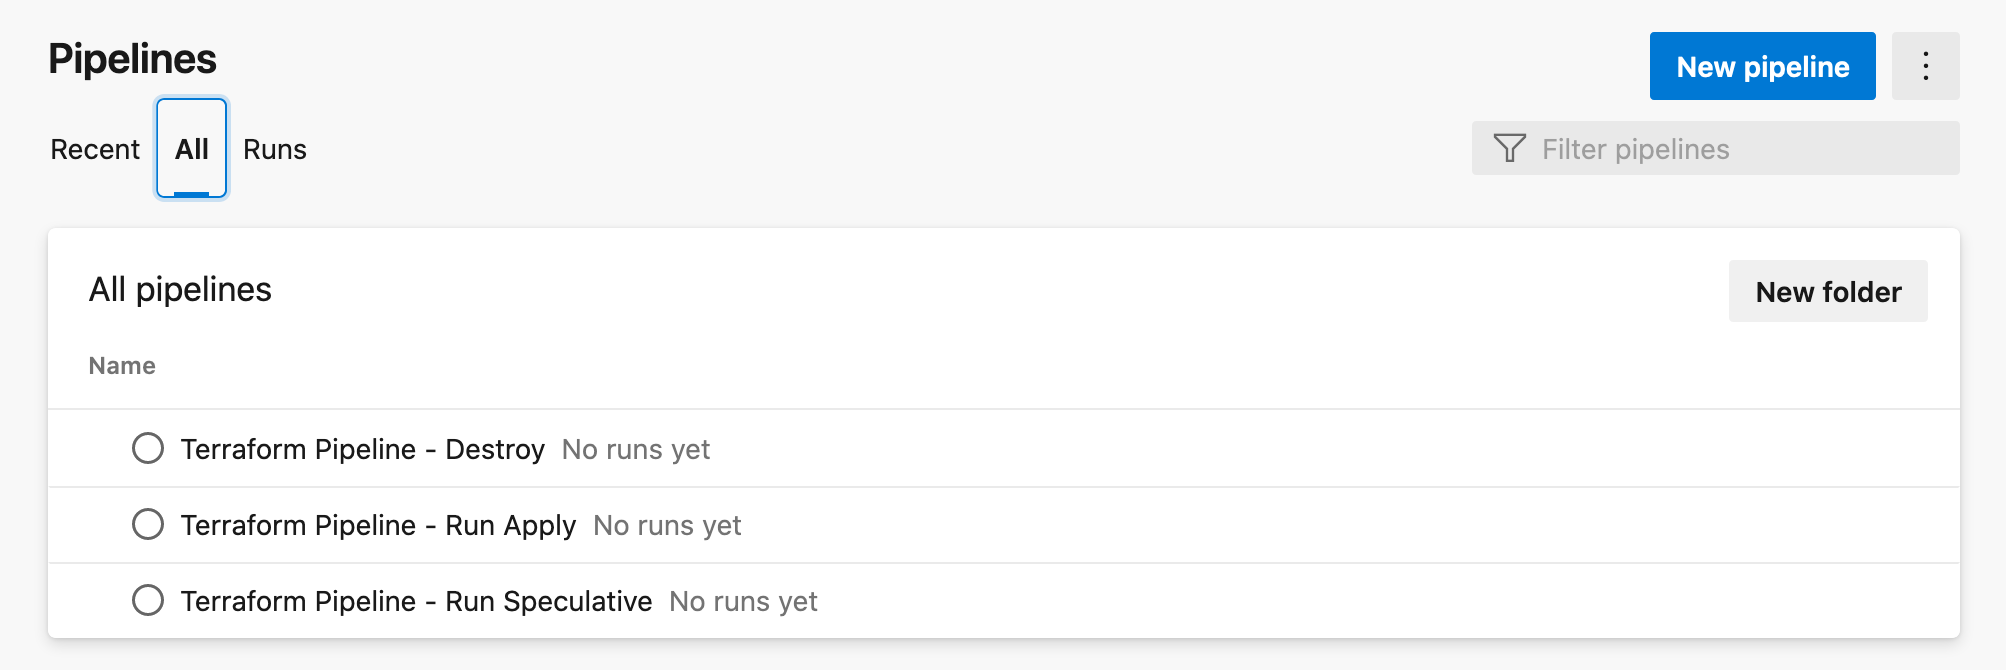 Pipelines
New pipeline
Recent All Runs
Filter pipelines
All pipelines
New folder
Name
Terraform Pipeline - Destroy No runs yet
Terraform Pipeline - Run Apply No runs yet
Terraform Pipeline - Run Speculative No runs yet